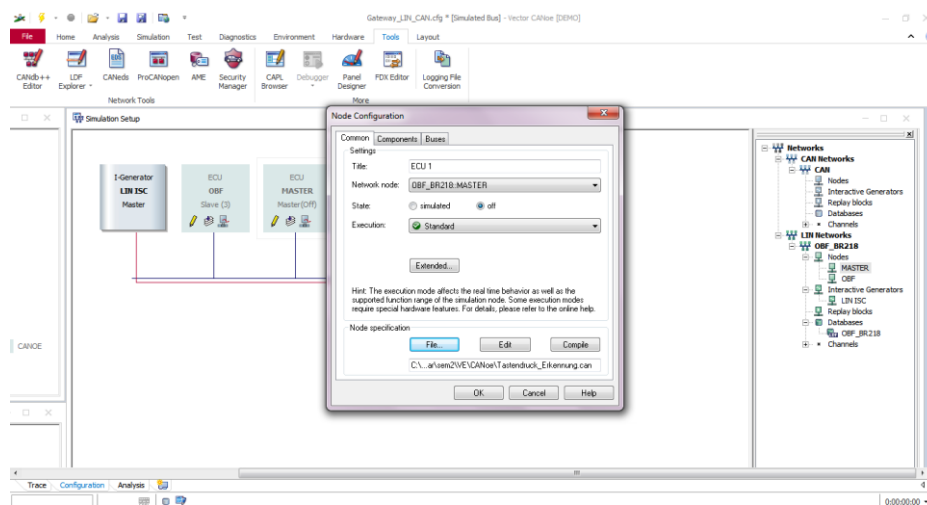 Gateway_LIN_CAN.cfg * [Simulated Bus] - Vector CANoe [DEMO]
File Home Analysis Simulation Test Diagnostics Environment Hardware Tools Layout
CANdb++ Editor
LDF Explorer
CANeds
ProCANopen
AME
Security Manager
CAPL Browser
Debugger
Panel Designer
FDX Editor
Logging File Conversion
Network Tools
More
Simulation Setup
I-Generator
LIN ISC
Master
ECU
OBF
Slave (3)
ECU
MASTER
Master(Off)
CANOE
Node Configuration
Common Components Buses
Settings
Title: ECU 1
Network node: OBF_BR218::MASTER
State: simulated off
Execution: Standard
Extended...
Hint: The execution mode affects the real time behavior as well as the
supported function range of the simulation node. Some execution modes
require special hardware features. For details, please refer to the online help.
Node specification
File... Edit Compile
C:\...ar\sem2\VE\CANoe\Tastendruck_Erkennung.can
OK Cancel Help
Networks
CAN Networks
CAN
Nodes
Interactive Generators
Replay blocks
Databases
Channels
LIN Networks
OBF_BR218
Nodes
MASTER
OBF
Interactive Generators
LIN ISC
Replay blocks
Databases
OBF_BR218
Channels
Trace Configuration Analysis
0:00:00:00